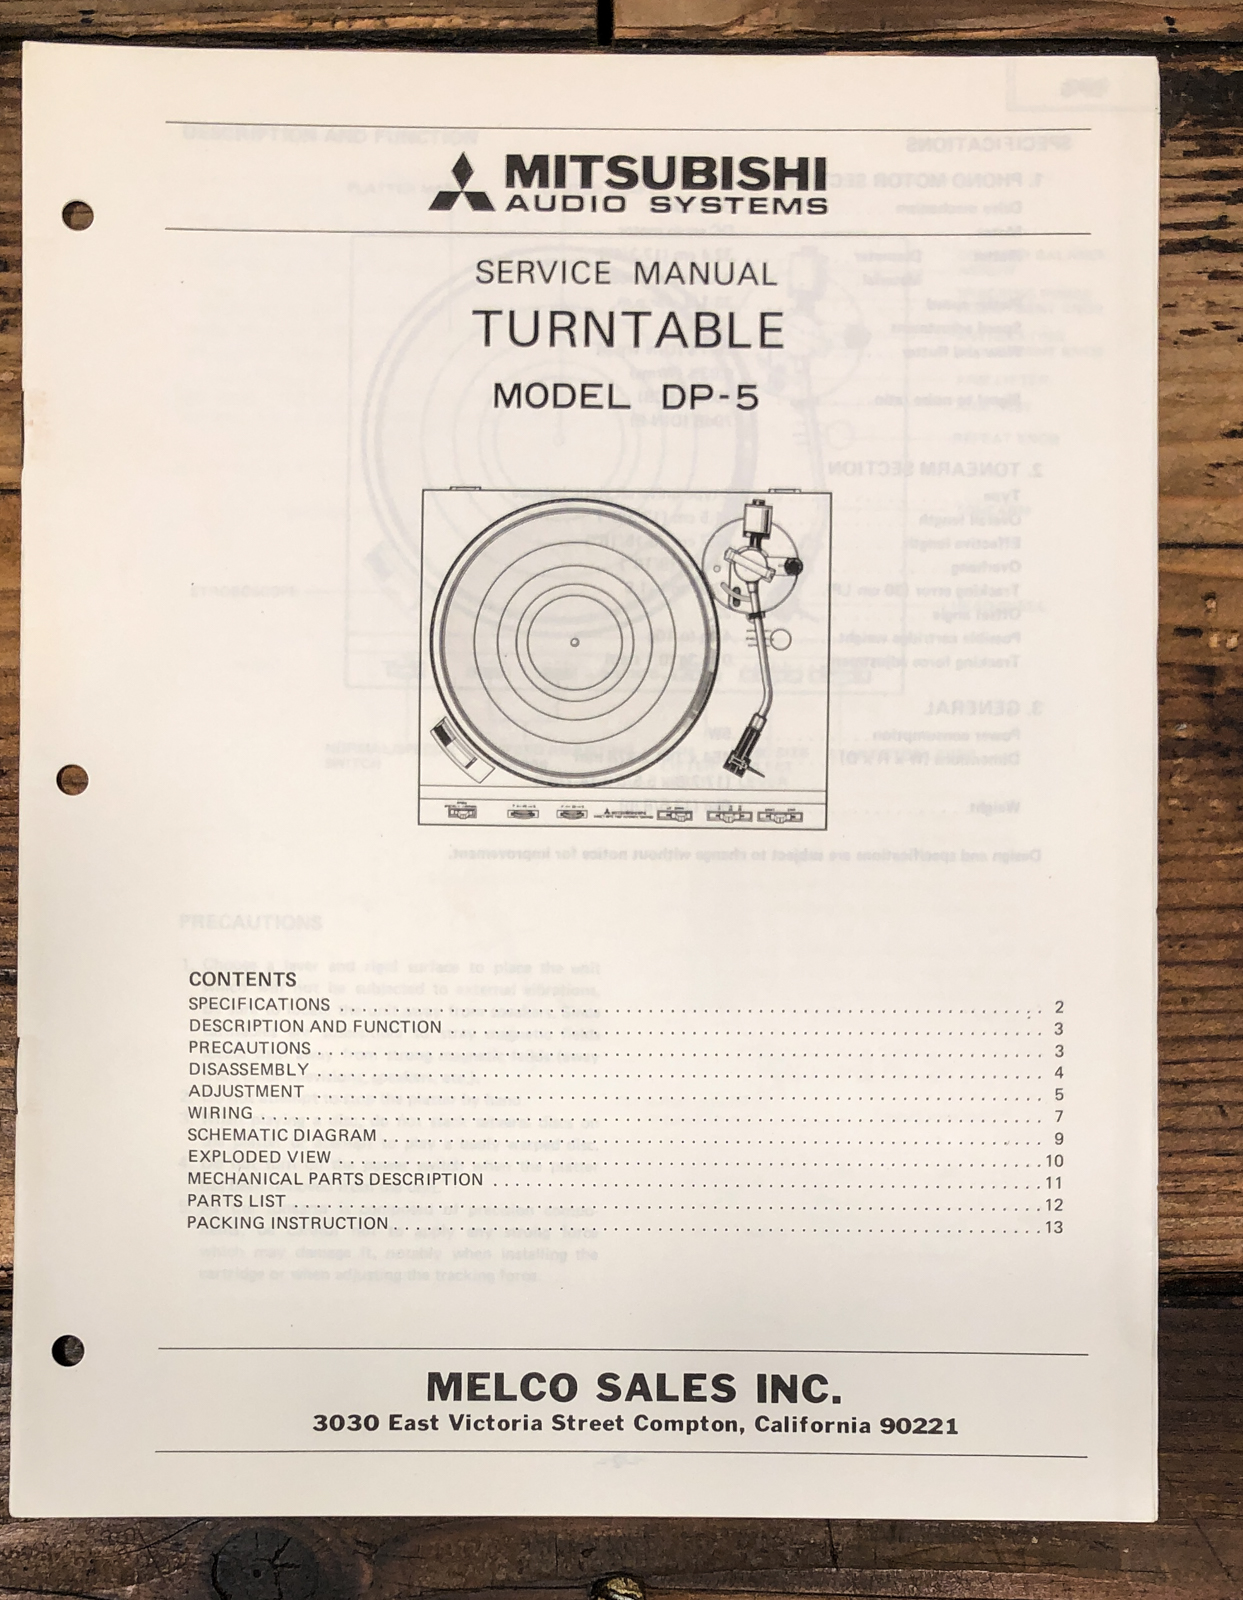 MITSUBISHI
AUDIO SYSTEMS
SERVICE MANUAL
TURNTABLE
MODEL DP-5
CONTENTS
SPECIFICATIONS . . . . . . . . . . . . . . . . . . . . 2
DESCRIPTION AND FUNCTION . . . . . . . . . . . . . . . . . . . . 3
PRECAUTIONS . . . . . . . . . . . . . . . . . . . . 3
DISASSEMBLY . . . . . . . . . . . . . . . . . . . . 4
ADJUSTMENT . . . . . . . . . . . . . . . . . . . . 5
WIRING . . . . . . . . . . . . . . . . . . . . 7
SCHEMATIC DIAGRAM . . . . . . . . . . . . . . . . . . . . 9
EXPLODED VIEW . . . . . . . . . . . . . . . . . . . . 10
MECHANICAL PARTS DESCRIPTION . . . . . . . . . . . . . . . . . . . . 11
PARTS LIST . . . . . . . . . . . . . . . . . . . . 12
PACKING INSTRUCTION . . . . . . . . . . . . . . . . . . . . 13
MELCO SALES INC.
3030 East Victoria Street Compton, California 90221